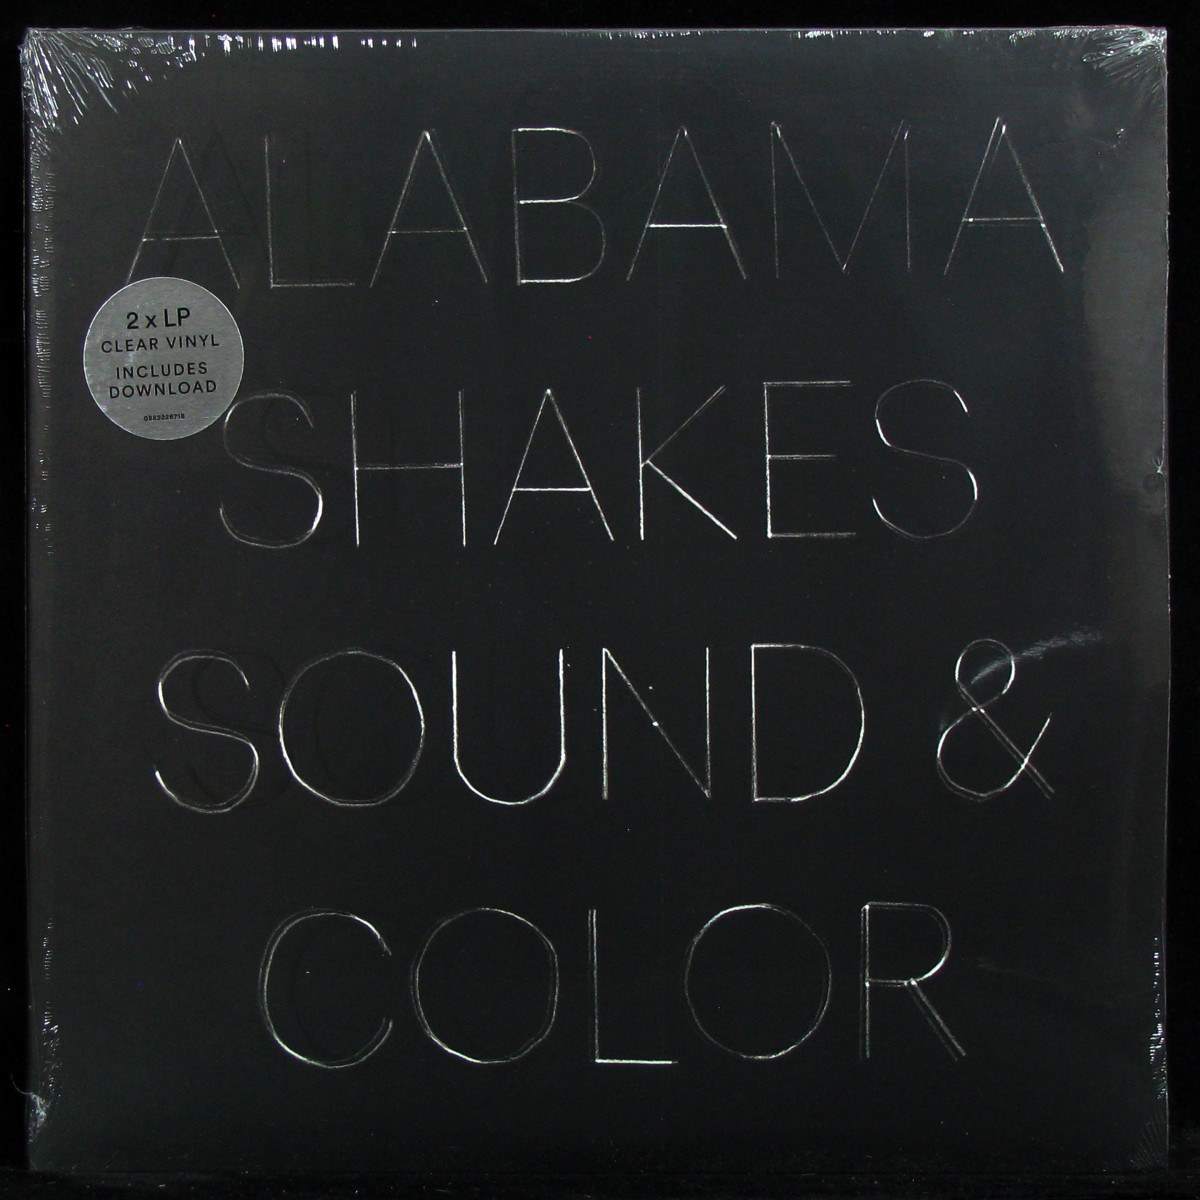 ALABAMA
2 x LP
CLEAR VINYL
INCLUDES
DOWNLOAD
SHAKES
SOUND &
COLOR